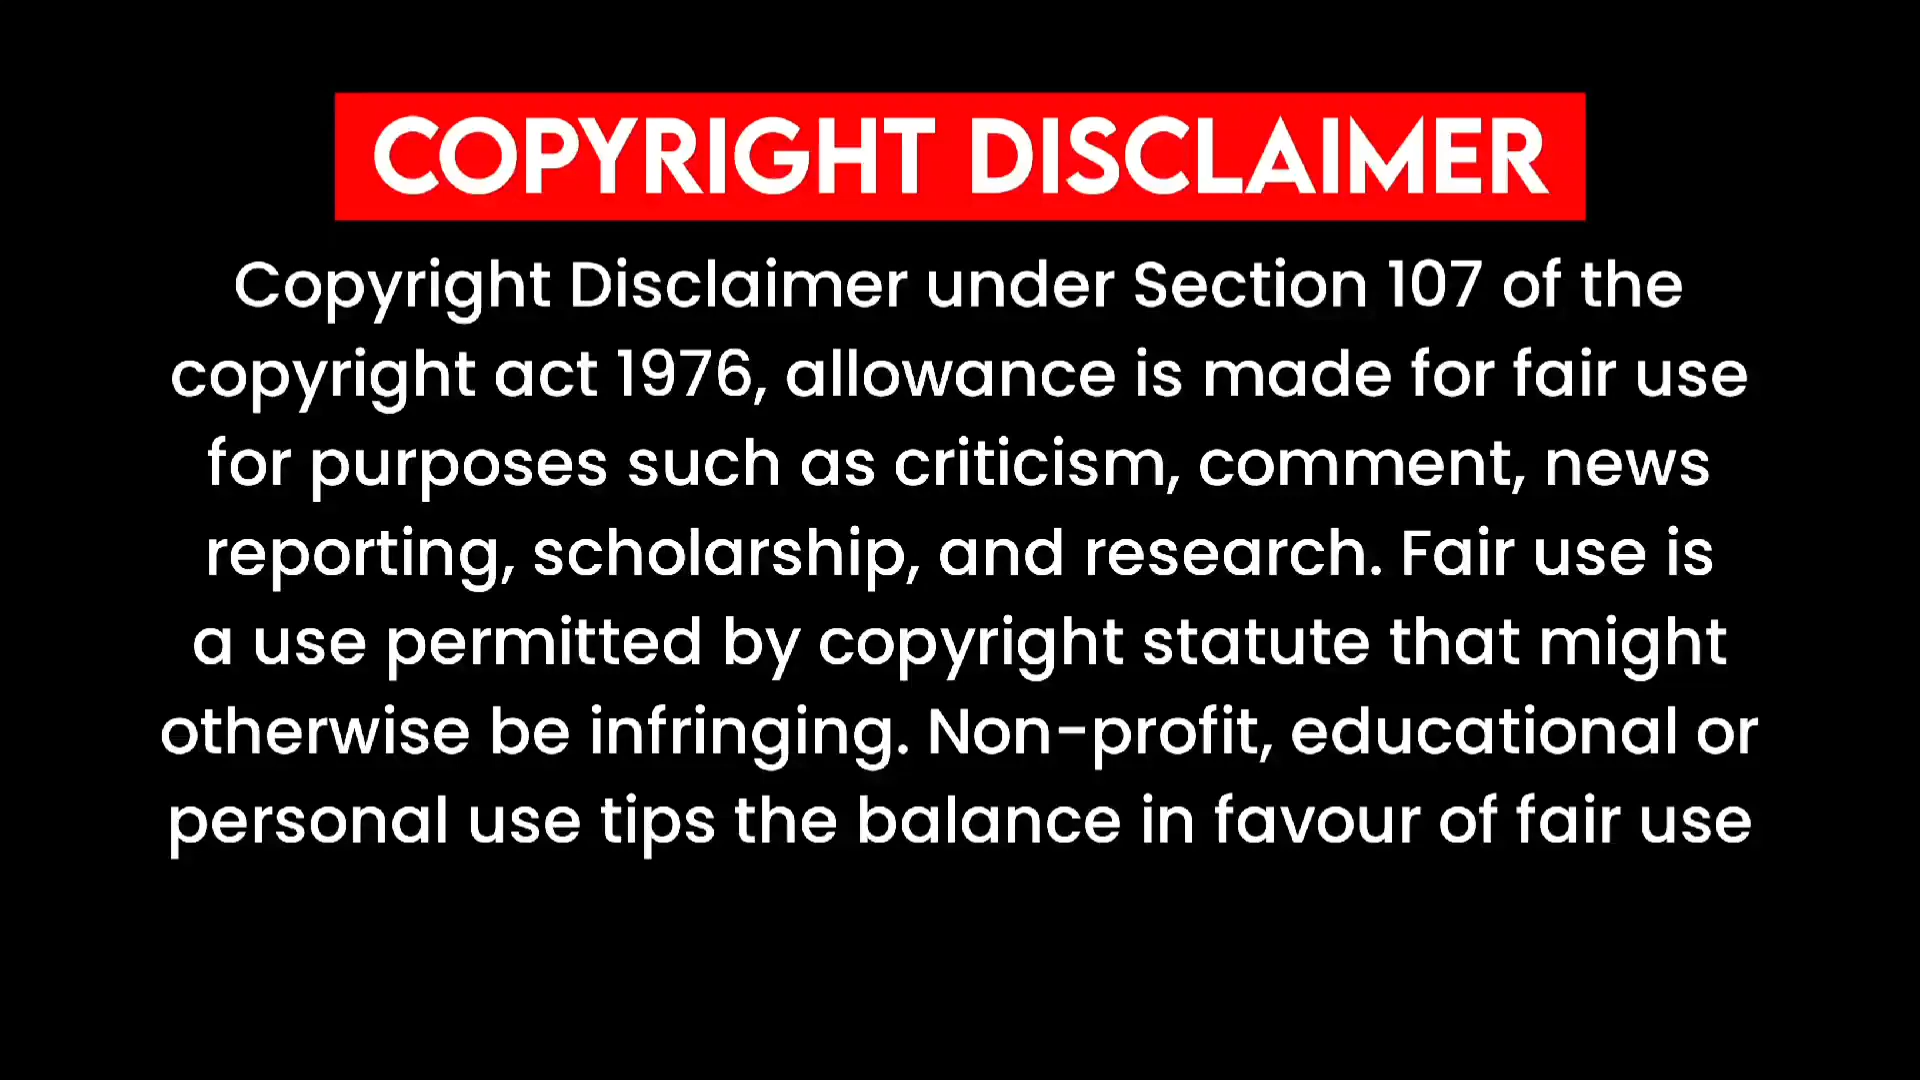 COPYRIGHT DISCLAIMER
Copyright Disclaimer under Section 107 of the
copyright act 1976, allowance is made for fair use
for purposes such as criticism, comment, news
reporting, scholarship, and research. Fair use is
a use permitted by copyright statute that might
otherwise be infringing. Non-profit, educational or
personal use tips the balance in favour of fair use